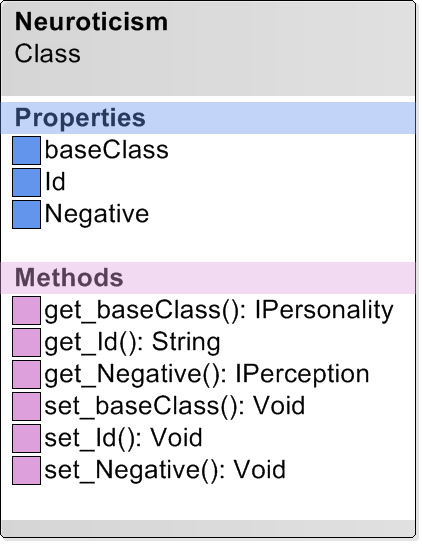 Neuroticism
Class
Properties
baseClass
Id
Negative
Methods
get_baseClass(): IPersonality
get_Id(): String
get_Negative(): IPerception
set_baseClass(): Void
set_Id(): Void
set_Negative(): Void